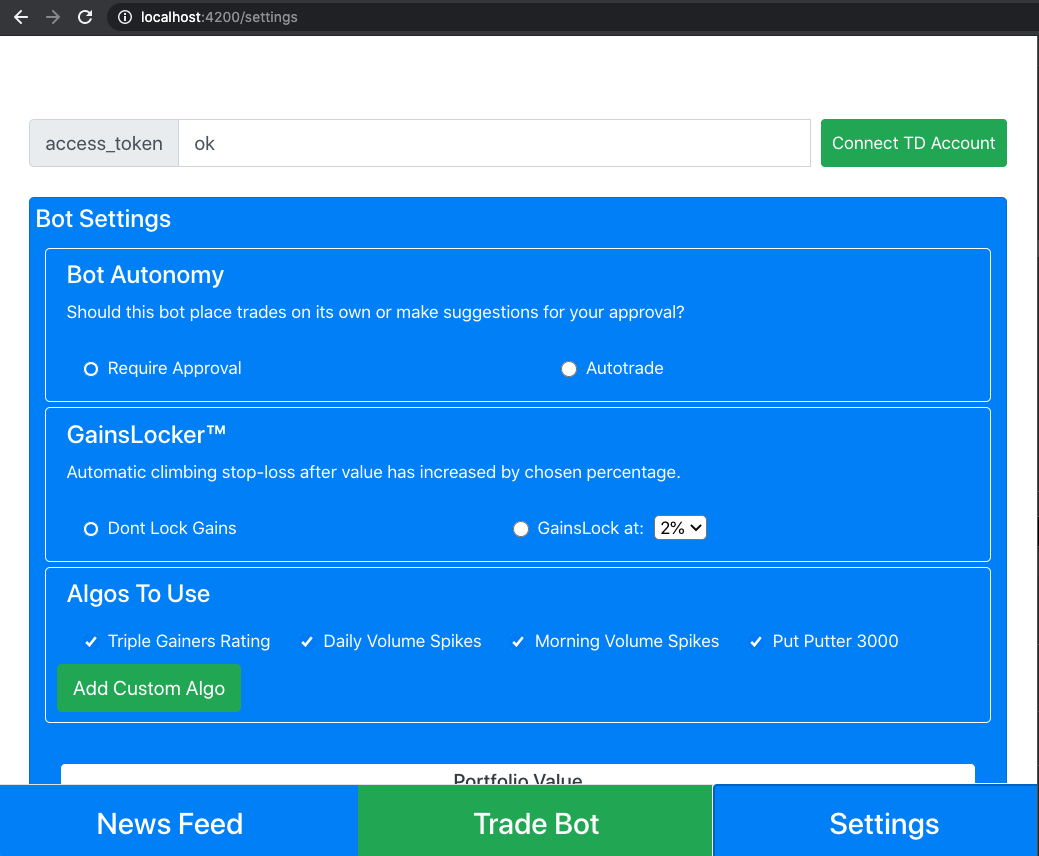 localhost:4200/settings
access_token ok Connect TD Account
Bot Settings
Bot Autonomy
Should this bot place trades on its own or make suggestions for your approval?
Require Approval Autotrade
GainsLocker™
Automatic climbing stop-loss after value has increased by chosen percentage.
Dont Lock Gains GainsLock at: 2%
Algos To Use
Triple Gainers Rating Daily Volume Spikes Morning Volume Spikes Put Putter 3000
Add Custom Algo
Portfolio Value
News Feed Trade Bot Settings